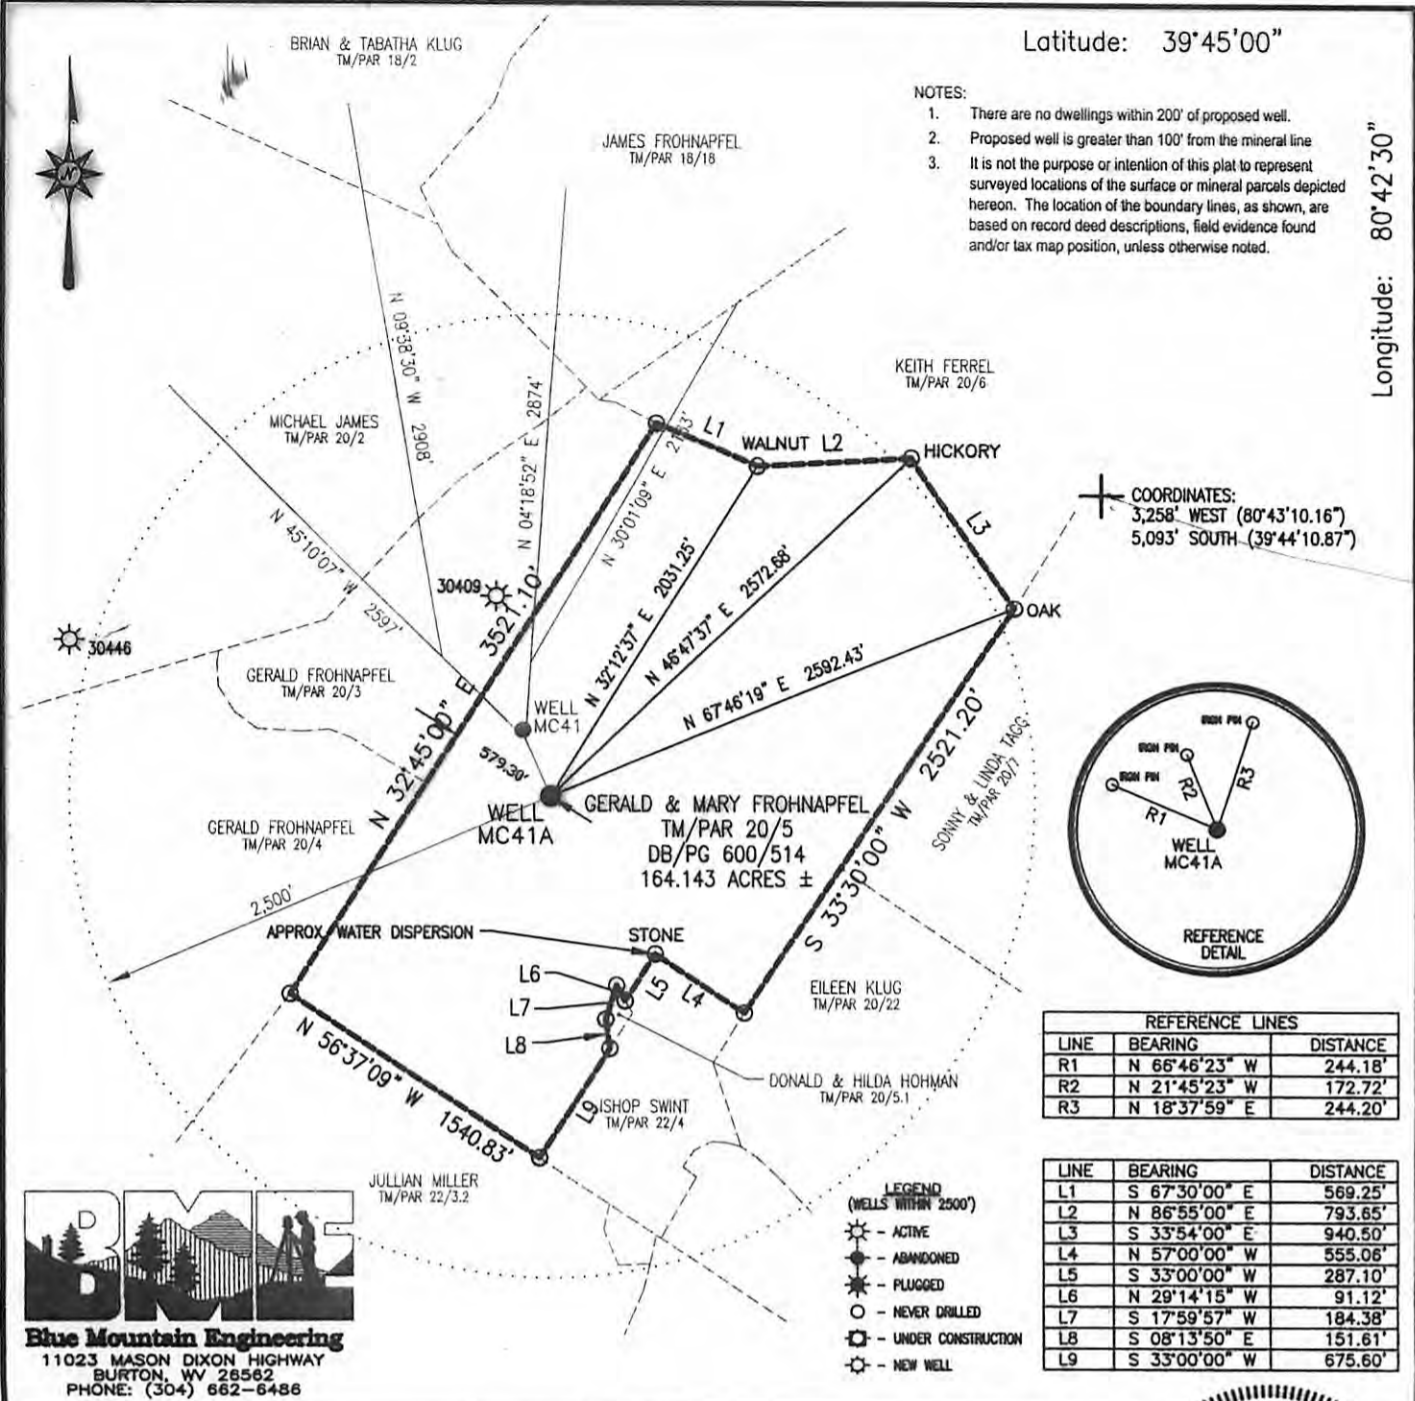 Latitude: 39°45'00"
Longitude: 80°42'30"
NOTES:
1. There are no dwellings within 200' of proposed well.
2. Proposed well is greater than 100' from the mineral line
3. It is not the purpose or intention of this plat to represent
surveyed locations of the surface or mineral parcels depicted
hereon. The location of the boundary lines, as shown, are
based on record deed descriptions, field evidence found
and/or tax map position, unless otherwise noted.
N
BRIAN & TABATHA KLUG
TM/PAR 18/2
JAMES FROHNAPFEL
TM/PAR 18/18
KEITH FERREL
TM/PAR 20/6
MICHAEL JAMES
TM/PAR 20/2
N 09°38'30" W 2908'
N 04°18'52" E 2874'
N 30°01'09" E
N 45°10'07" W 2597'
L1
WALNUT
L2
HICKORY
L3
OAK
COORDINATES:
3,258' WEST (80°43'10.16")
5,093' SOUTH (39°44'10.87")
30409
30446
N 32°45'00" E 3521.10'
N 32°12'37" E 2031.25'
N 46°47'37" E 2572.68'
N 67°46'19" E 2592.43'
S 33°30'00" W 2521.20'
SONNY & LINDA TAGG
TM/PAR 20/7
GERALD FROHNAPFEL
TM/PAR 20/3
WELL
MC41
579.30'
WELL
MC41A
GERALD & MARY FROHNAPFEL
TM/PAR 20/5
DB/PG 600/514
164.143 ACRES ±
GERALD FROHNAPFEL
TM/PAR 20/4
2,500'
APPROX. WATER DISPERSION
STONE
L6
L7
L8
L5
L4
L9
N 56°37'09" W 1540.83'
EILEEN KLUG
TM/PAR 20/22
DONALD & HILDA HOHMAN
TM/PAR 20/5.1
ISHOP SWINT
TM/PAR 22/4
JULLIAN MILLER
TM/PAR 22/3.2
IRON PIN
IRON PIN
IRON PIN
R1
R2
R3
WELL
MC41A
REFERENCE
DETAIL
REFERENCE LINES
LINE BEARING DISTANCE
R1 N 66°46'23" W 244.18'
R2 N 21°45'23" W 172.72'
R3 N 18°37'59" E 244.20'
LINE BEARING DISTANCE
L1 S 67°30'00" E 569.25'
L2 N 86°55'00" E 793.65'
L3 S 33°54'00" E 940.50'
L4 N 57°00'00" W 555.06'
L5 S 33°00'00" W 287.10'
L6 N 29°14'15" W 91.12'
L7 S 17°59'57" W 184.38'
L8 S 08°13'50" E 151.61'
L9 S 33°00'00" W 675.60'
LEGEND
(WELLS WITHIN 2500')
- ACTIVE
- ABANDONED
- PLUGGED
- NEVER DRILLED
- UNDER CONSTRUCTION
- NEW WELL
BME
Blue Mountain Engineering
11023 MASON DIXON HIGHWAY
BURTON, WV 26562
PHONE: (304) 662-6486